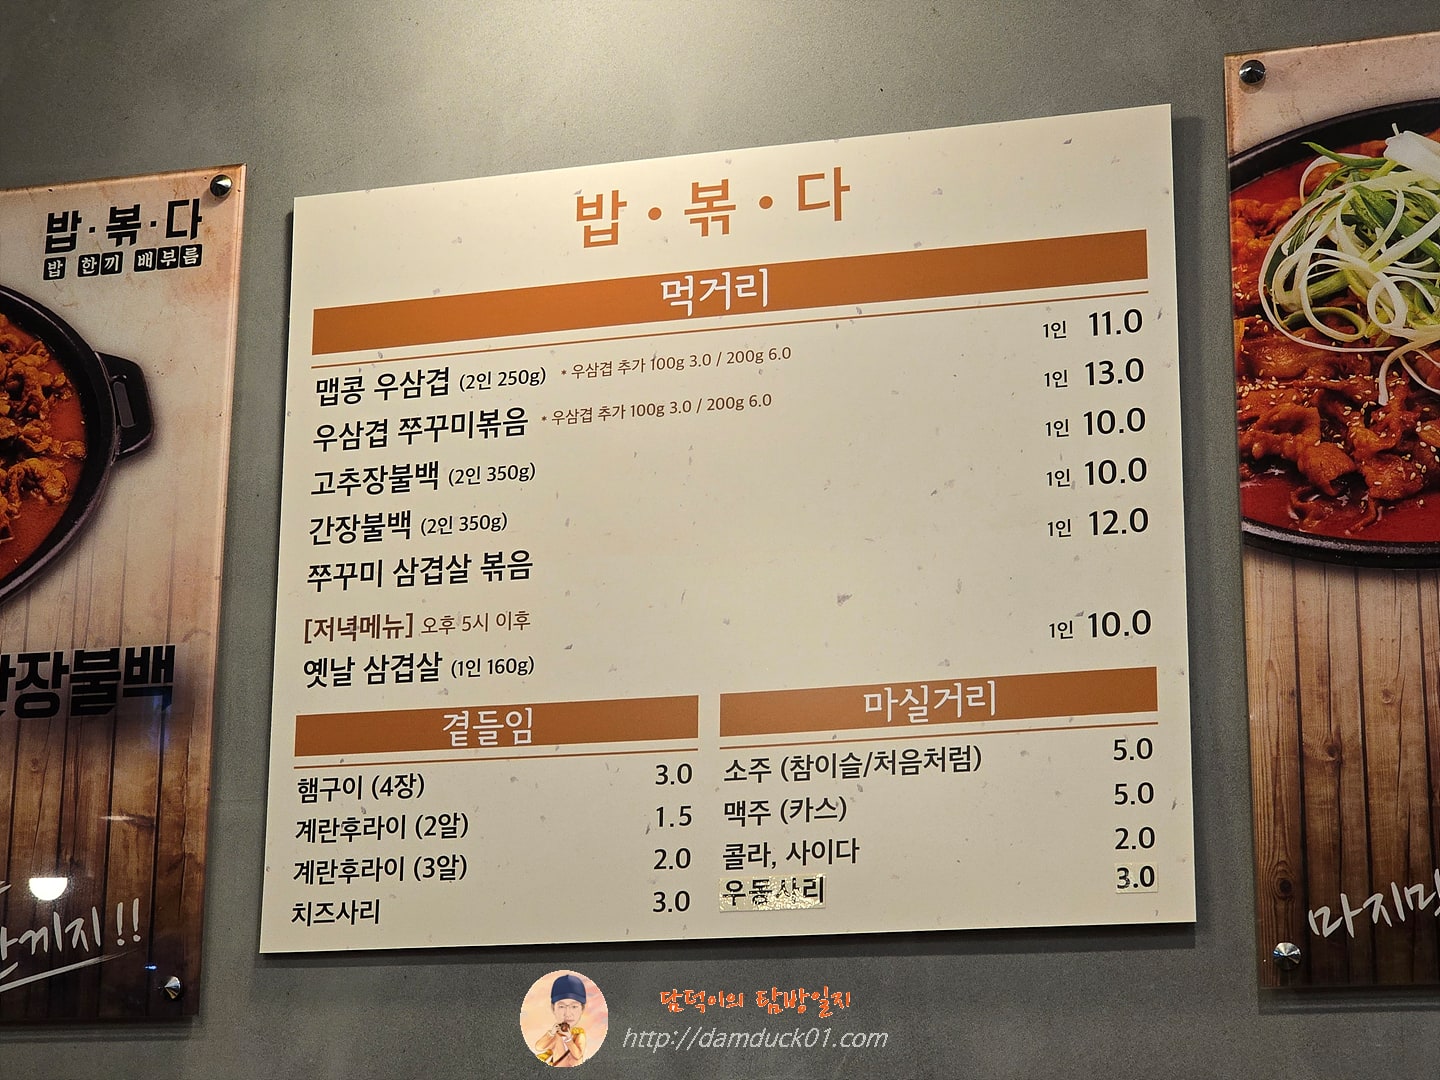 밥·볶·다
밥 한끼 배부름
장불백
까지!!
밥·볶·다
먹거리
맵콩 우삼겹 (2인 250g) * 우삼겹 추가 100g 3.0 / 200g 6.0 1인 11.0
우삼겹 쭈꾸미볶음 * 우삼겹 추가 100g 3.0 / 200g 6.0 1인 13.0
고추장불백 (2인 350g) 1인 10.0
간장불백 (2인 350g) 1인 10.0
쭈꾸미 삼겹살 볶음 1인 12.0
[저녁메뉴] 오후 5시 이후
옛날 삼겹살 (1인 160g) 1인 10.0
곁들임
햄구이 (4장) 3.0
계란후라이 (2알) 1.5
계란후라이 (3알) 2.0
치즈사리 3.0
마실거리
소주 (참이슬/처음처럼) 5.0
맥주 (카스) 5.0
콜라, 사이다 2.0
우동사리 3.0
마지막
담덕이의 탐방일지
http://damduck01.com